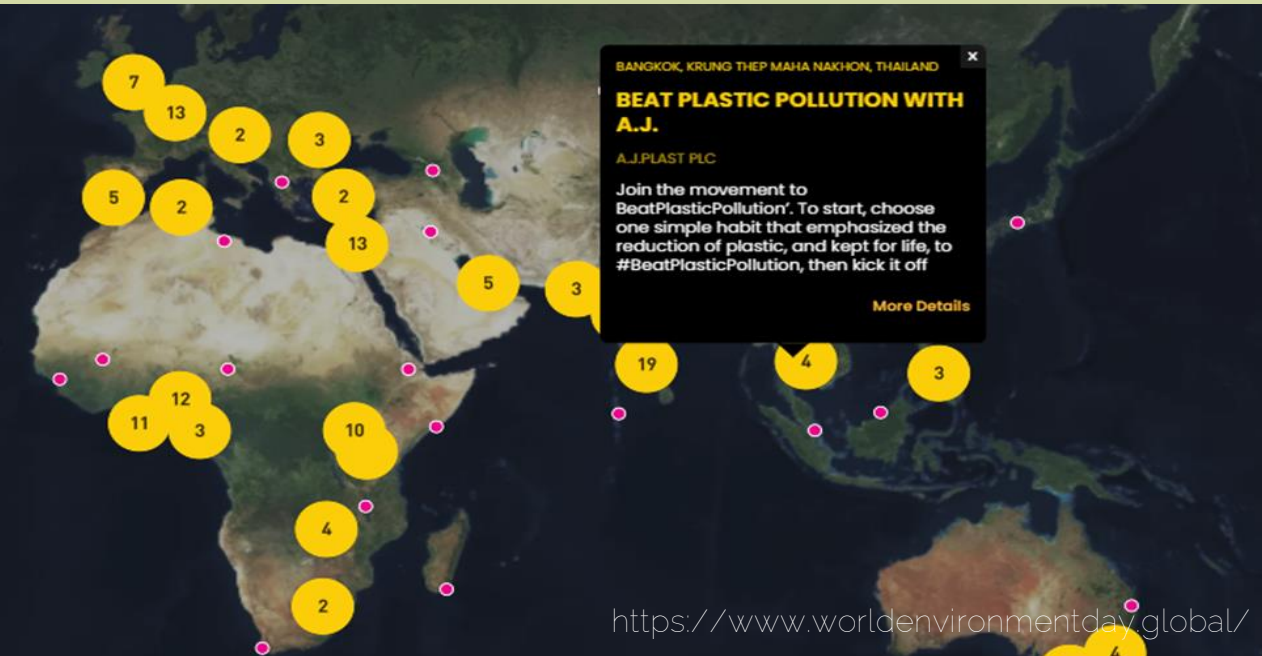 7
13
2
3
5
2
2
13
5
3
12
11
3
10
4
2
BANGKOK, KRUNG THEP MAHA NAKHON, THAILAND
BEAT PLASTIC POLLUTION WITH
A.J.
A.J.PLAST PLC
Join the movement to
BeatPlasticPollution’. To start, choose
one simple habit that emphasized the
reduction of plastic, and kept for life, to
#BeatPlasticPollution, then kick it off
More Details
19
4
3
4
https://www.worldenvironmentday.global/